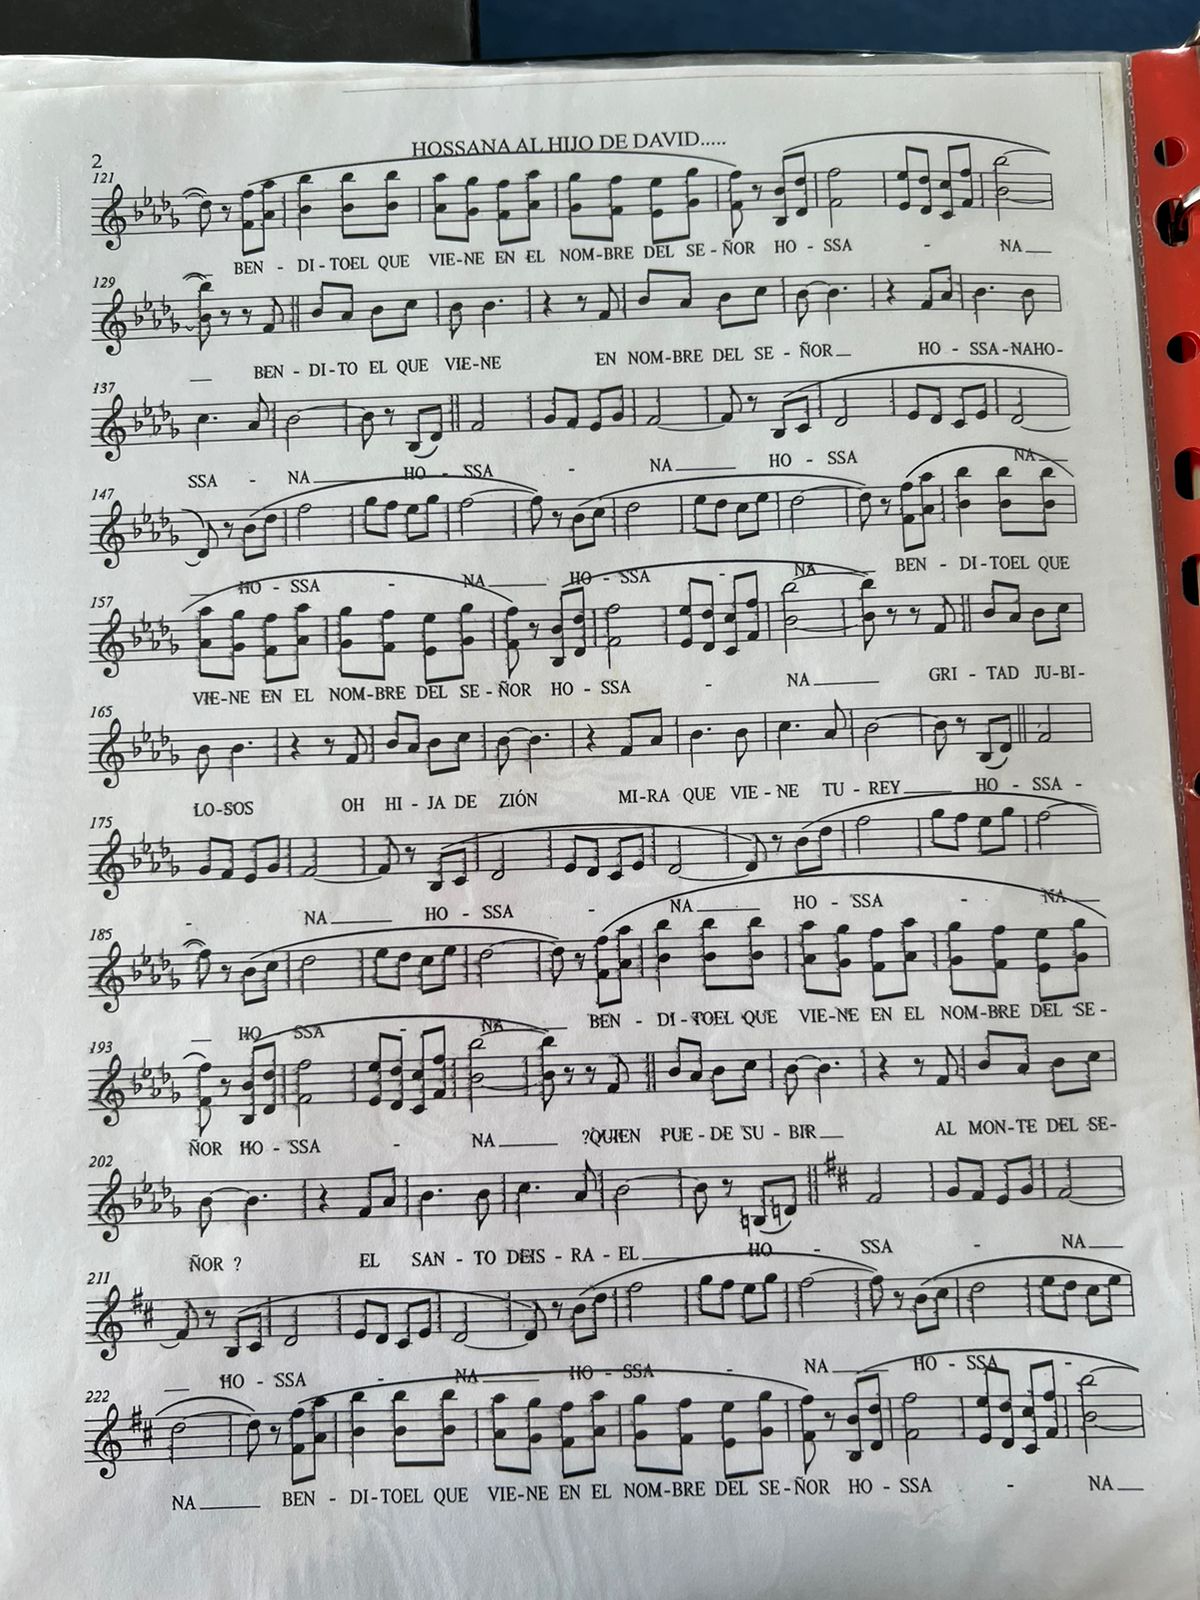 HOSSANA AL HIJO DE DAVID.....
2
121
BEN - DI - TOEL QUE VIE-NE EN EL NOM-BRE DEL SE - ÑOR HO - SSA - NA
129
BEN - DI - TO EL QUE VIE-NE EN NOM-BRE DEL SE - ÑOR HO - SSA-NAHO-
137
SSA - NA HO - SSA - NA HO - SSA NA
147
HO - SSA - NA HO - SSA - NA BEN - DI - TOEL QUE
157
VIE-NE EN EL NOM-BRE DEL SE - ÑOR HO - SSA - NA GRI - TAD JU-BI-
165
LO-SOS OH HI - JA DE ZIÓN MI-RA QUE VIE - NE TU - REY HO - SSA -
175
- NA HO - SSA - NA HO - SSA - NA
185
HO SSA - NA BEN - DI - TOEL QUE VIE-NE EN EL NOM-BRE DEL SE-
193
ÑOR HO - SSA - NA ?QUIEN PUE - DE SU - BIR AL MON-TE DEL SE-
202
ÑOR ? EL SAN - TO DEIS - RA - EL HO - SSA - NA
211
HO - SSA - NA HO - SSA - NA HO - SSA -
222
NA BEN - DI-TOEL QUE VIE-NE EN EL NOM-BRE DEL SE-ÑOR HO - SSA - NA